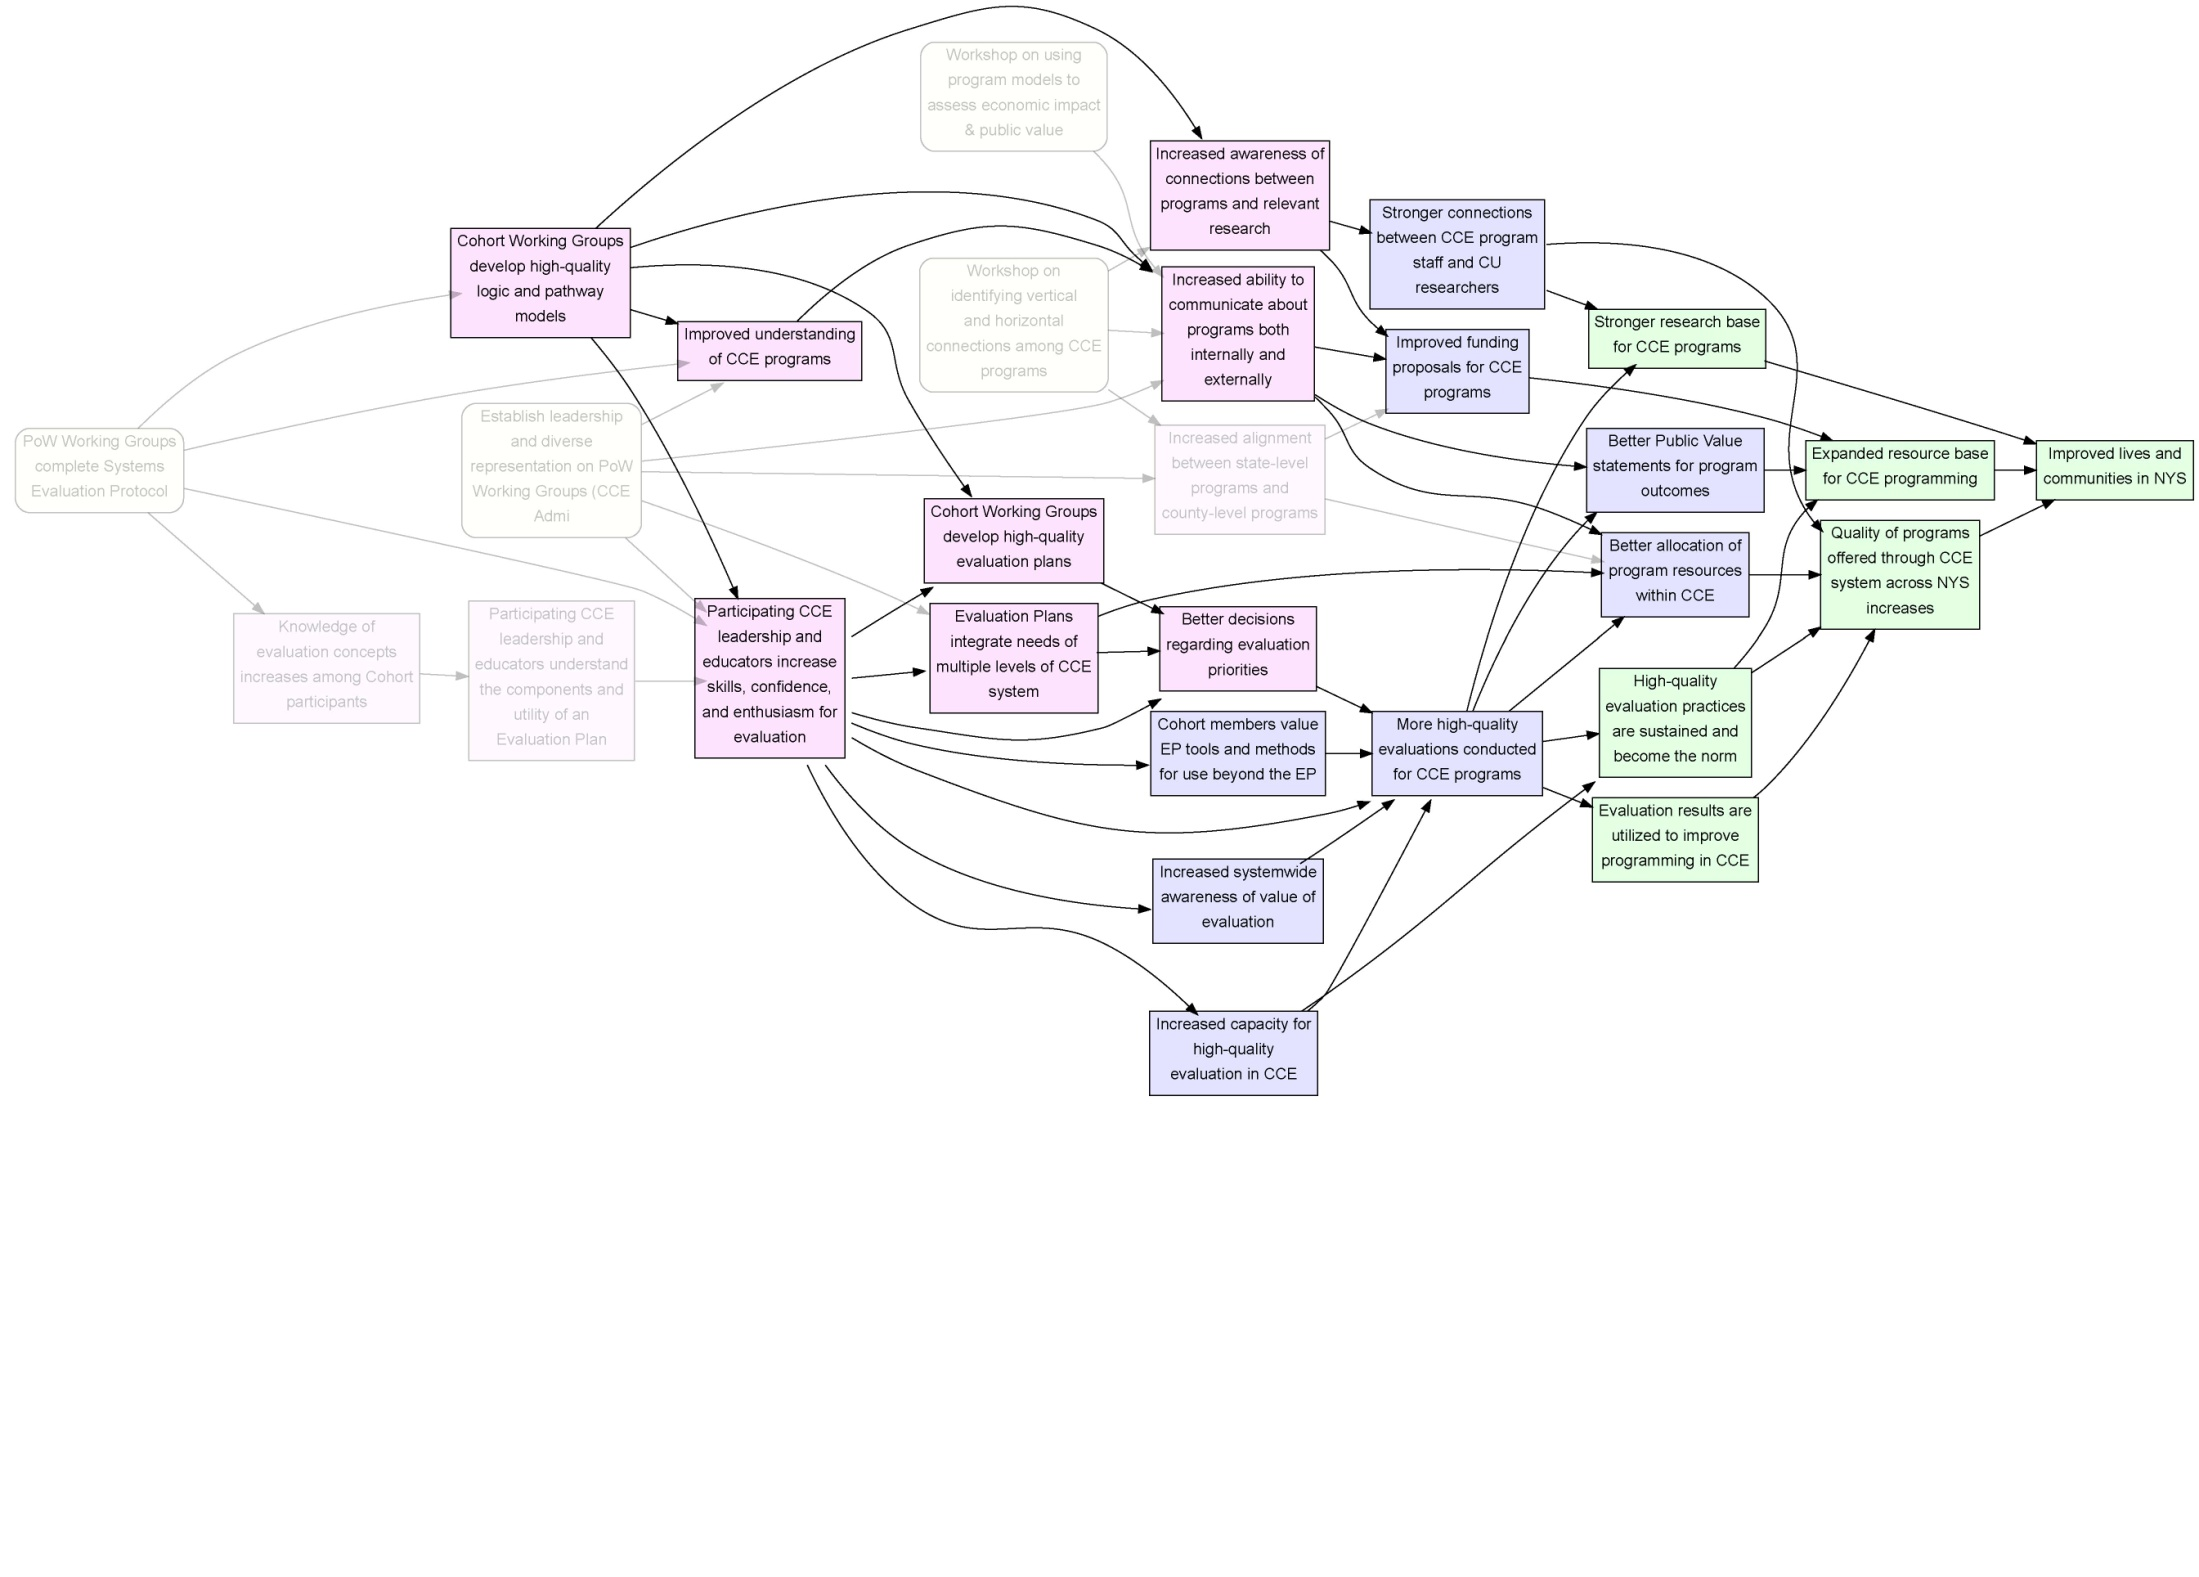 Workshop on using
program models to
assess economic impact
& public value
Increased awareness of
connections between
programs and relevant
research
Stronger connections
between CCE program
staff and CU
researchers
Cohort Working Groups
develop high-quality
logic and pathway
models
Workshop on
identifying vertical
and horizontal
connections among CCE
programs
Increased ability to
communicate about
programs both
internally and
externally
Stronger research base
for CCE programs
Improved understanding
of CCE programs
Improved funding
proposals for CCE
programs
PoW Working Groups
complete Systems
Evaluation Protocol
Establish leadership
and diverse
representation on PoW
Working Groups (CCE
Admi
Increased alignment
between state-level
programs and
county-level programs
Better Public Value
statements for program
outcomes
Expanded resource base
for CCE programming
Improved lives and
communities in NYS
Cohort Working Groups
develop high-quality
evaluation plans
Better allocation of
program resources
within CCE
Quality of programs
offered through CCE
system across NYS
increases
Knowledge of
evaluation concepts
increases among Cohort
participants
Participating CCE
leadership and
educators understand
the components and
utility of an
Evaluation Plan
Participating CCE
leadership and
educators increase
skills, confidence,
and enthusiasm for
evaluation
Evaluation Plans
integrate needs of
multiple levels of CCE
system
Better decisions
regarding evaluation
priorities
High-quality
evaluation practices
are sustained and
become the norm
Cohort members value
EP tools and methods
for use beyond the EP
More high-quality
evaluations conducted
for CCE programs
Evaluation results are
utilized to improve
programming in CCE
Increased systemwide
awareness of value of
evaluation
Increased capacity for
high-quality
evaluation in CCE